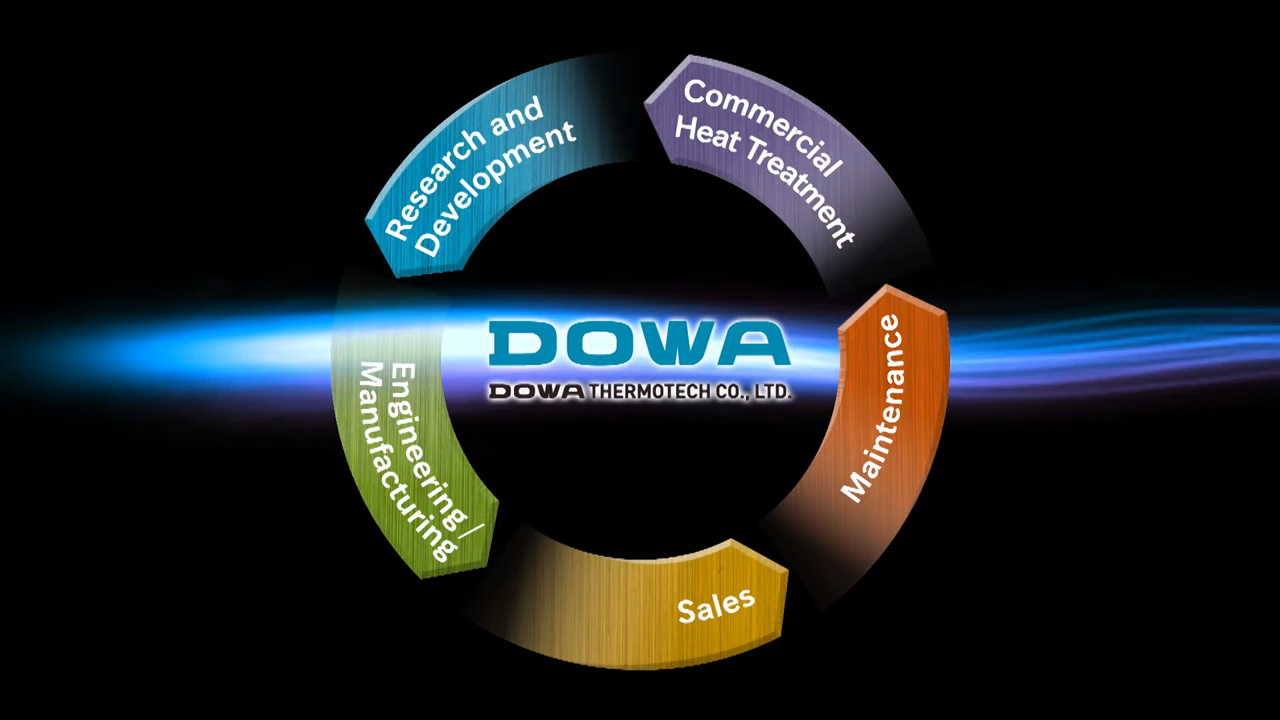 Commercial
Heat Treatment
Research and
Development
DOWA
DOWA THERMOTECH CO., LTD.
Maintenance
Engineering/
Manufacturing
Sales